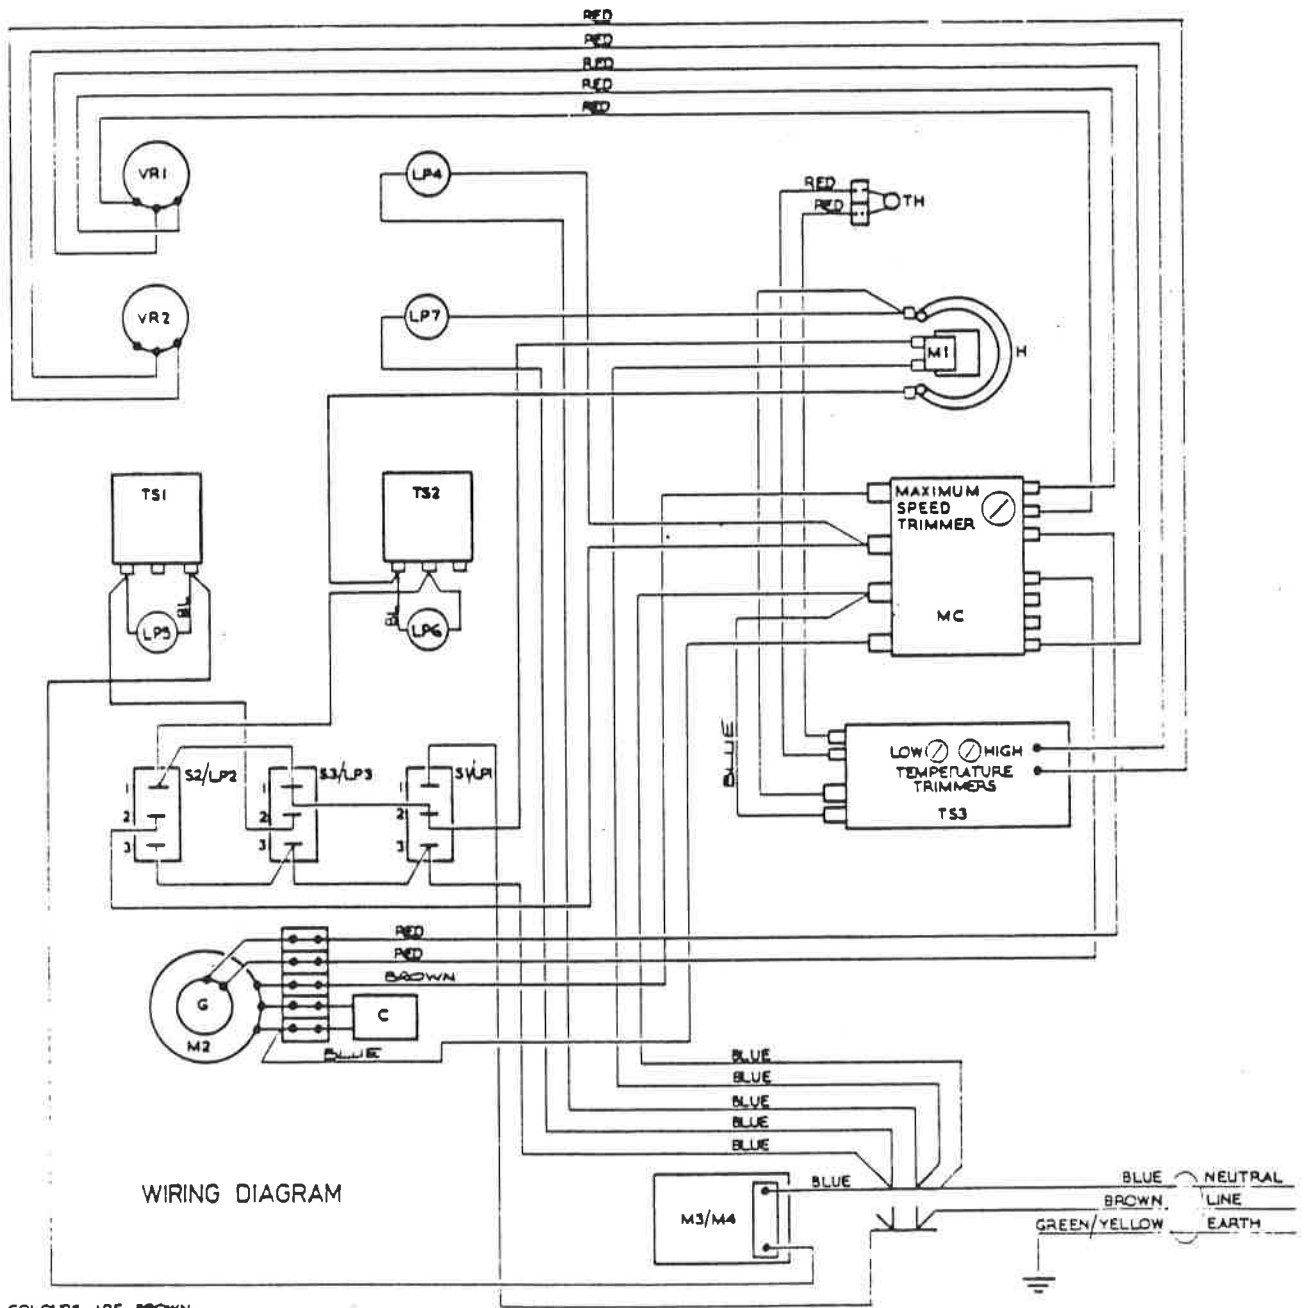 RED
RED
RED
RED
RED
VR1
LP4
RED
RED
TH
VR2
LP7
M1
H
TS1
TS2
MAXIMUM
SPEED
TRIMMER
MC
BL
LP5
BL
LP6
BLUE
S2/LP2
S3/LP3
S1/LP1
1
2
3
1
2
3
1
2
3
LOW
HIGH
TEMPERATURE
TRIMMERS
TS3
RED
RED
BROWN
G
M2
C
BLUE
BLUE
BLUE
BLUE
BLUE
BLUE
WIRING DIAGRAM
M3/M4
BLUE
BLUE
NEUTRAL
BROWN
LINE
GREEN/YELLOW
EARTH
COLOURS ARE BROWN